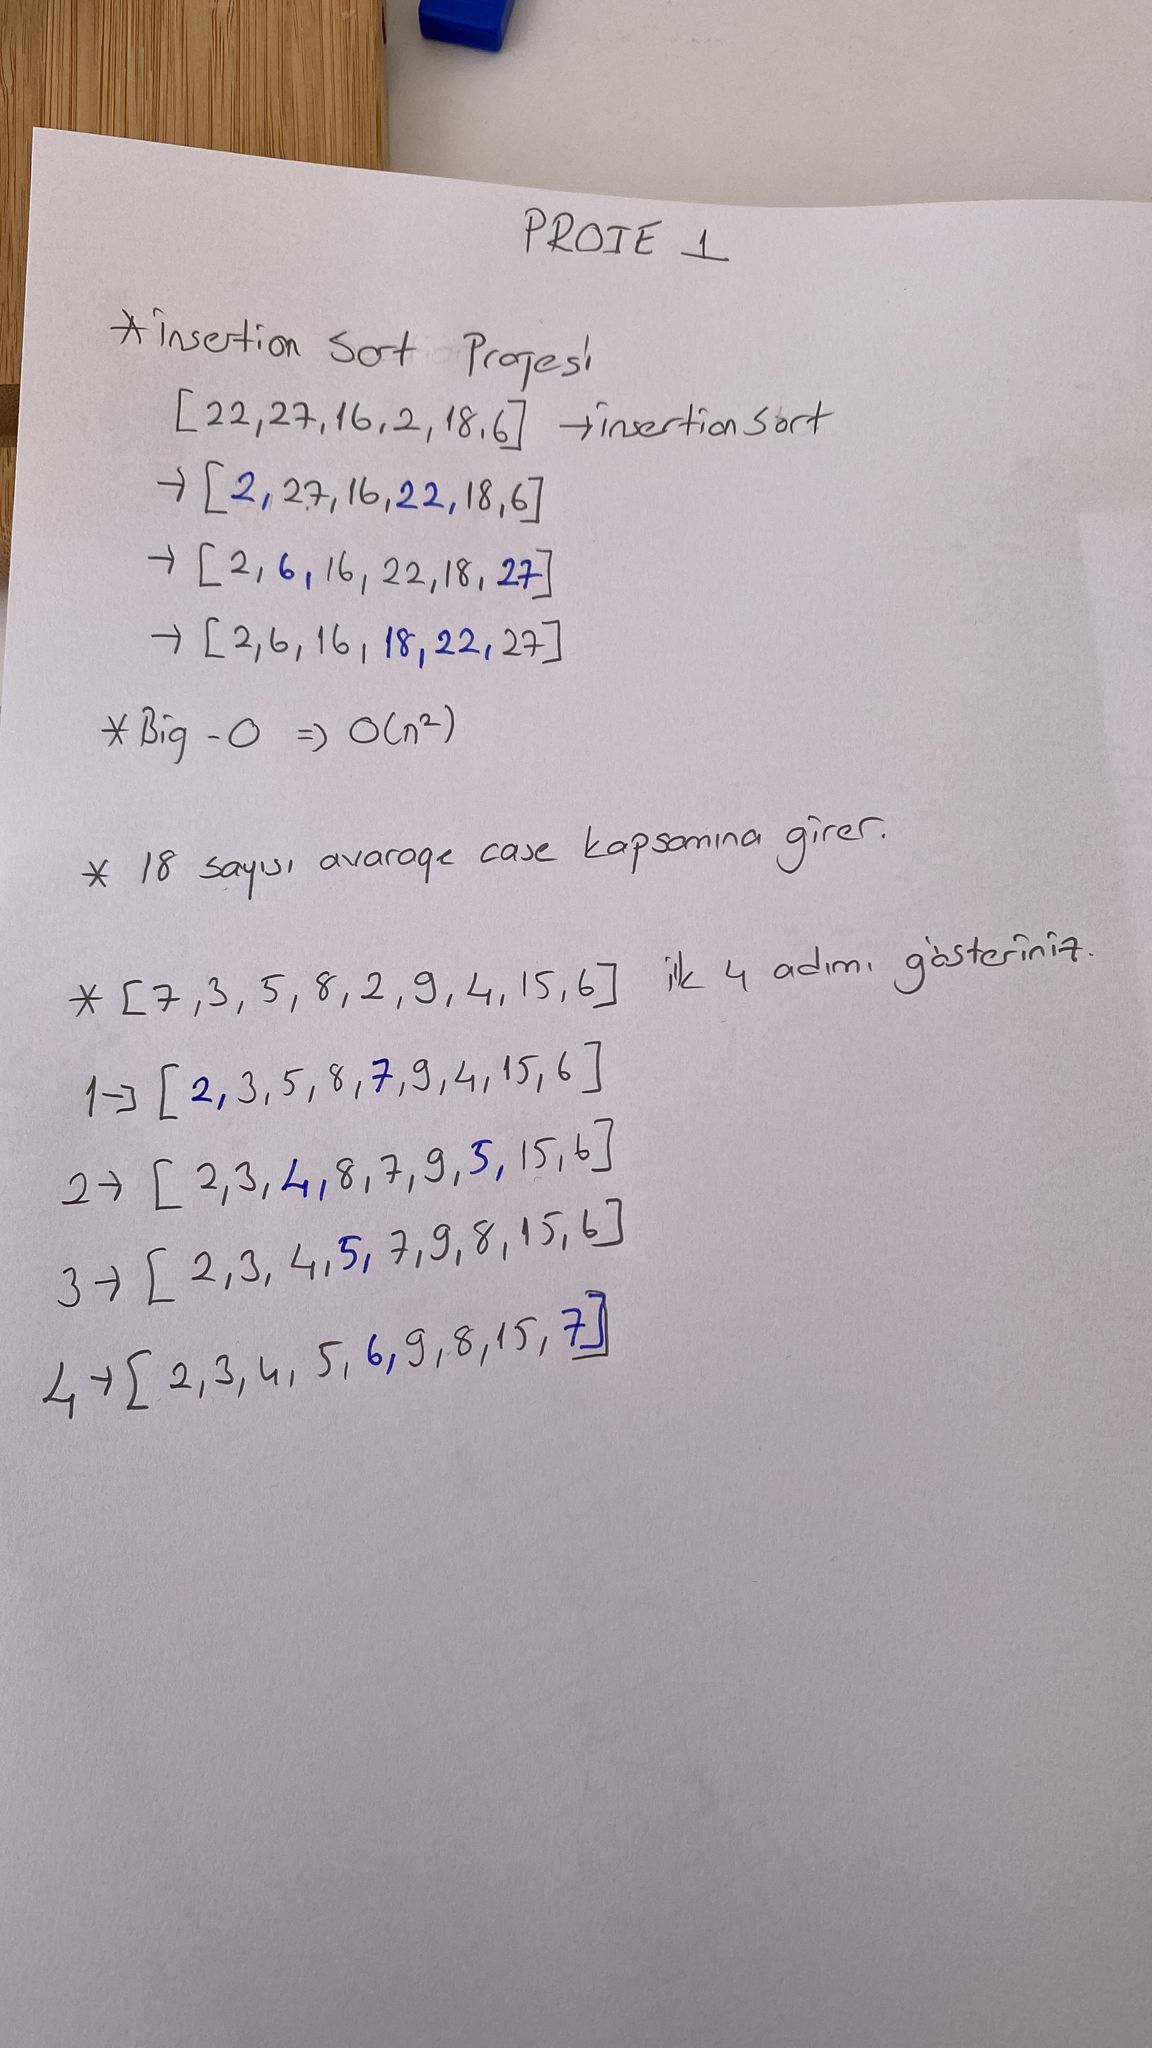 PROJE 1
*insertion Sort Projesi
[22,27,16,2,18,6] →insertion Sort
→[2,27,16,22,18,6]
→[2,6,16,22,18,27]
→[2,6,16,18,22,27]
*Big-O => O(n²)
* 18 sayısı avaraqe case kapsamına girer.
*[7,3,5,8,2,9,4,15,6] ilk 4 adımı gösteriniz.
1→[2,3,5,8,7,9,4,15,6]
2→[2,3,4,8,7,9,5,15,6]
3→[2,3,4,5,7,9,8,15,6]
4→[2,3,4,5,6,9,8,15,7]